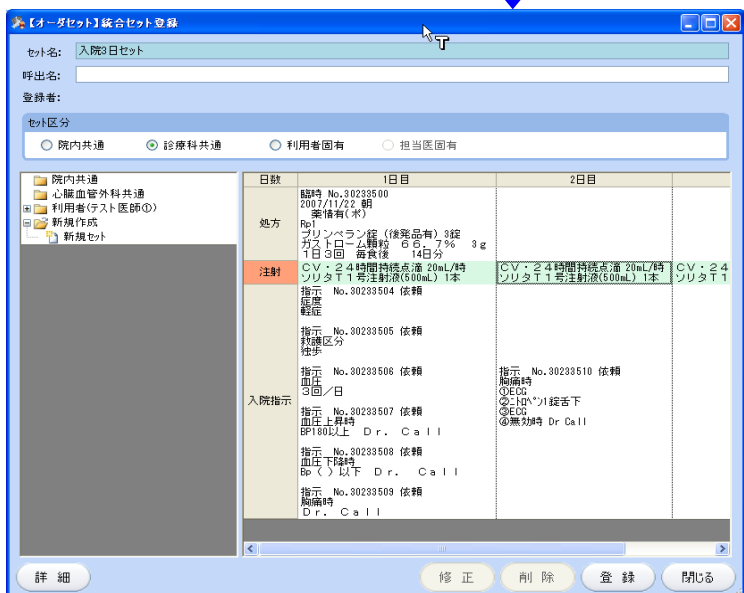 【オーダセット】統合セット登録
セット名: 入院3日セット
呼出名:
登録者:
セット区分
院内共通 診療科共通 利用者固有 担当医固有
院内共通
心臓血管外科共通
利用者(テスト医師①)
新規作成
新規セット
日数 1日目 2日目
処方
臨時 No.30233500
2007/11/22 朝
薬情有(オ)
Rp1
プリンペラン錠(後発品有) 3錠
ガストローム顆粒 66.7% 3g
1日3回 毎食後 14日分
注射
CV・24時間持続点滴 20mL/時 CV・24時間持続点滴 20mL/時 CV・24
ソリタT1号注射液(500mL) 1本 ソリタT1号注射液(500mL) 1本 ソリタT1
入院指示
指示 No.30233504 依頼
症度
軽症
指示 No.30233505 依頼
救護区分
独歩
指示 No.30233506 依頼
血圧
3回/日
指示 No.30233507 依頼
血圧上昇時
BP180以上 Dr. Call
指示 No.30233508 依頼
血圧下降時
Bp( )以下 Dr. Call
指示 No.30233509 依頼
胸痛時
Dr. Call
指示 No.30233510 依頼
胸痛時
①ECG
②ニトロペン1錠舌下
③ECG
④無効時 Dr Call
詳細 修正 削除 登録 閉じる